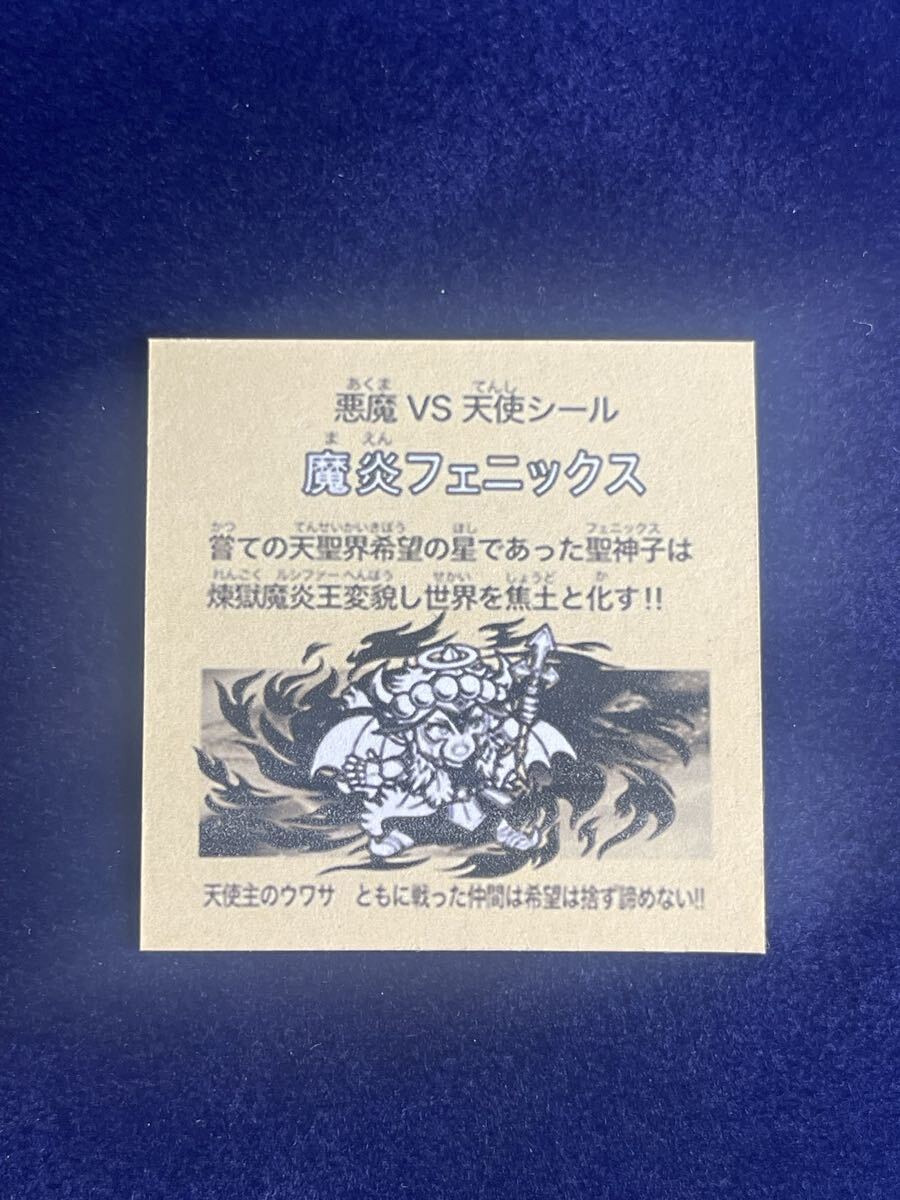 あくま てんし
悪魔 VS 天使シール
ま えん
魔炎フェニックス
かつ てんせいかいきぼう ほし フェニックス
嘗ての天聖界希望の星であった聖神子は
れんごく ルシファーへんぼう せかい じょうど か
煉獄魔炎王変貌し世界を焦土と化す!!
天使主のウワサ ともに戦った仲間は希望は捨ず諦めない!!